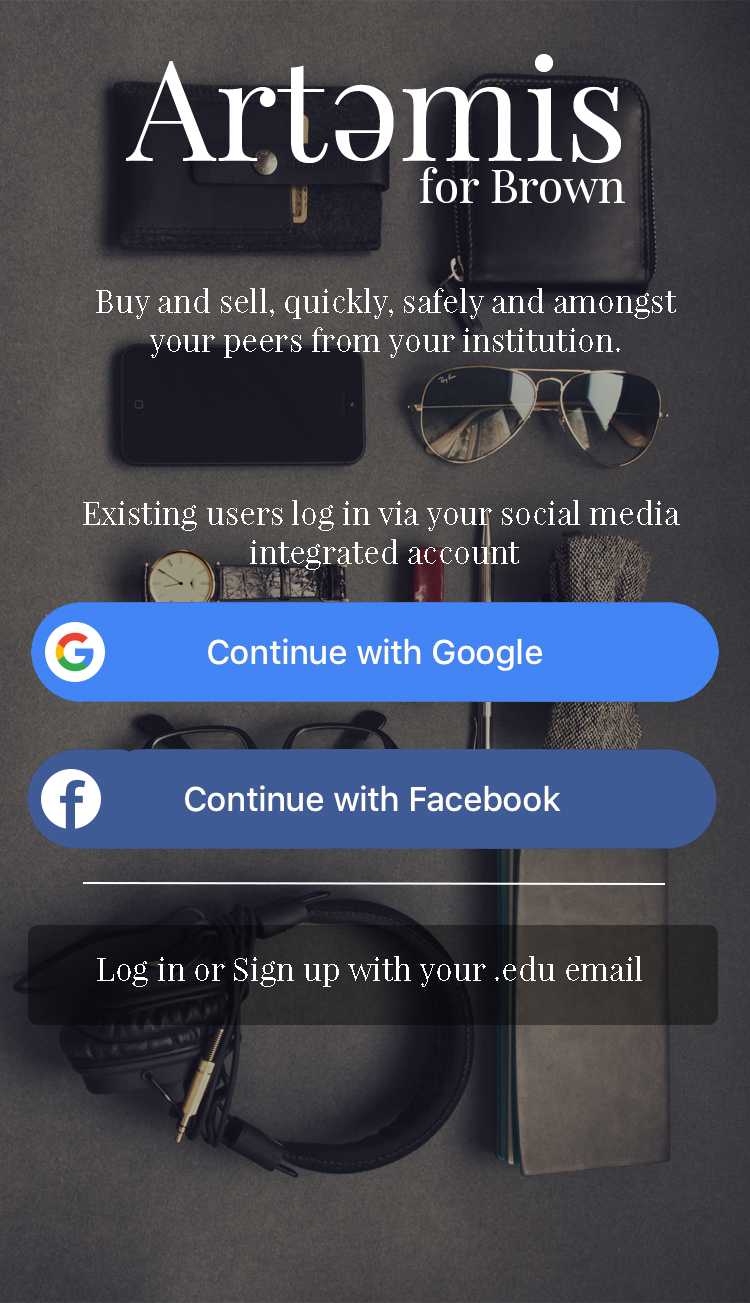 Artəmis
for Brown
Buy and sell, quickly, safely and amongst
your peers from your institution.
Ray-Ban
Existing users log in via your social media
integrated account
Continue with Google
Continue with Facebook
Log in or Sign up with your .edu email